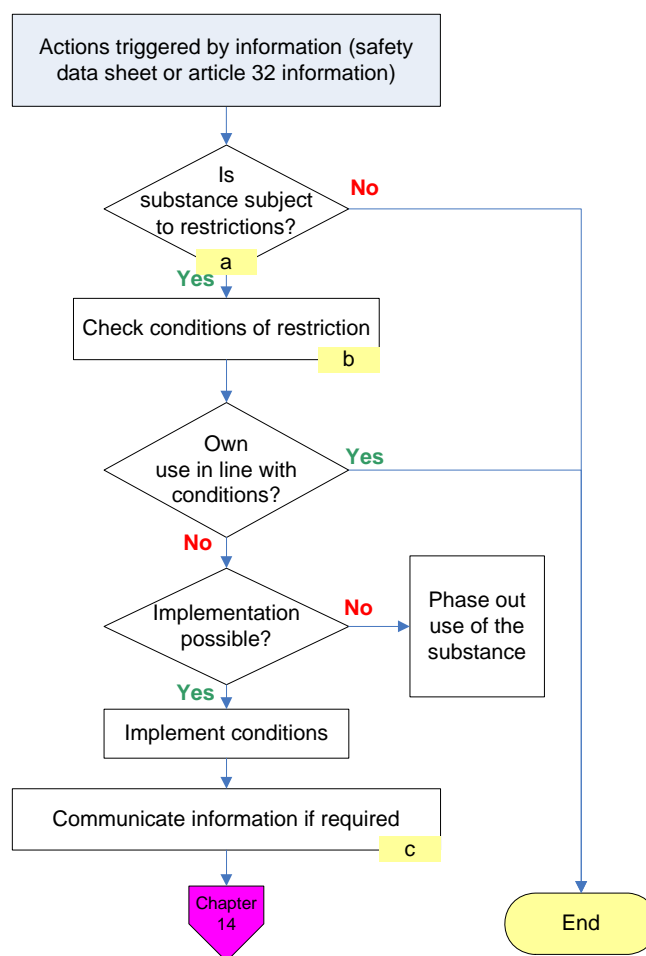 Actions triggered by information (safety
data sheet or article 32 information)
Is
substance subject
to restrictions?
No
a
Yes
Check conditions of restriction
b
Own
use in line with
conditions?
Yes
No
Implementation
possible?
No
Phase out
use of the
substance
Yes
Implement conditions
Communicate information if required
c
Chapter
14
End